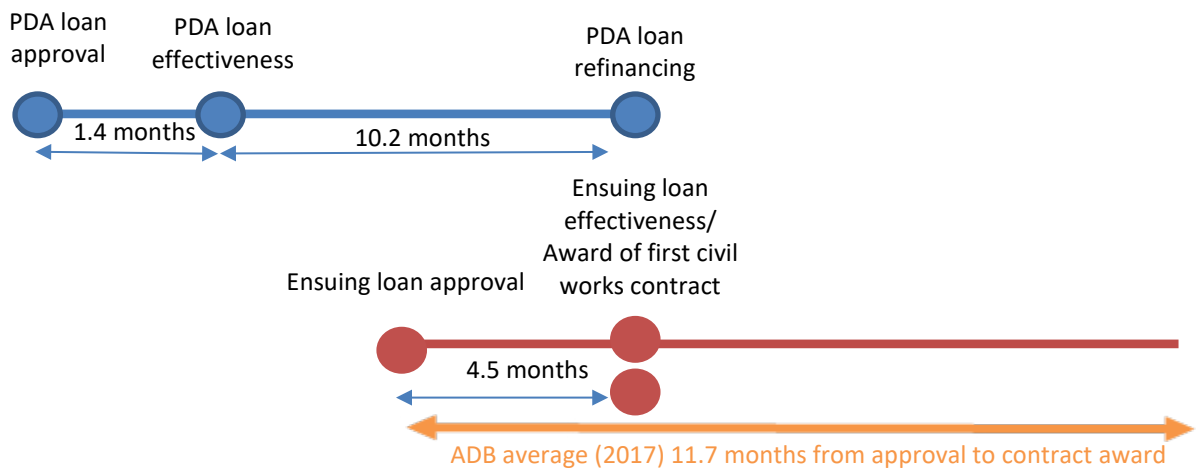 PDA loan
approval
PDA loan
effectiveness
PDA loan
refinancing
1.4 months
10.2 months
Ensuing loan
effectiveness/
Award of first civil
works contract
Ensuing loan approval
4.5 months
ADB average (2017) 11.7 months from approval to contract award